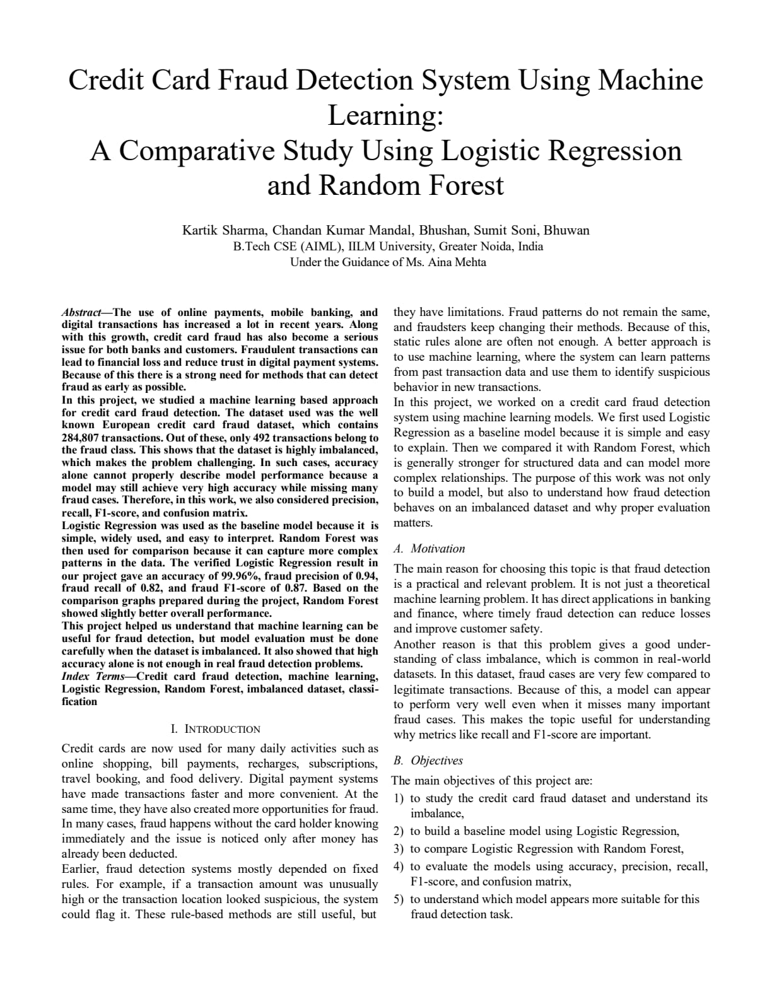 Credit Card Fraud Detection System Using Machine
Learning:
A Comparative Study Using Logistic Regression
and Random Forest
Kartik Sharma, Chandan Kumar Mandal, Bhushan, Sumit Soni, Bhuwan
B.Tech CSE (AIML), IILM University, Greater Noida, India
Under the Guidance of Ms. Aina Mehta
Abstract—The use of online payments, mobile banking, and
digital transactions has increased a lot in recent years. Along
with this growth, credit card fraud has also become a serious
issue for both banks and customers. Fraudulent transactions can
lead to financial loss and reduce trust in digital payment systems.
Because of this there is a strong need for methods that can detect
fraud as early as possible.
In this project, we studied a machine learning based approach
for credit card fraud detection. The dataset used was the well
known European credit card fraud dataset, which contains
284,807 transactions. Out of these, only 492 transactions belong to
the fraud class. This shows that the dataset is highly imbalanced,
which makes the problem challenging. In such cases, accuracy
alone cannot properly describe model performance because a
model may still achieve very high accuracy while missing many
fraud cases. Therefore, in this work, we also considered precision,
recall, F1-score, and confusion matrix.
Logistic Regression was used as the baseline model because it is
simple, widely used, and easy to interpret. Random Forest was
then used for comparison because it can capture more complex
patterns in the data. The verified Logistic Regression result in
our project gave an accuracy of 99.96%, fraud precision of 0.94,
fraud recall of 0.82, and fraud F1-score of 0.87. Based on the
comparison graphs prepared during the project, Random Forest
showed slightly better overall performance.
This project helped us understand that machine learning can be
useful for fraud detection, but model evaluation must be done
carefully when the dataset is imbalanced. It also showed that high
accuracy alone is not enough in real fraud detection problems.
Index Terms—Credit card fraud detection, machine learning,
Logistic Regression, Random Forest, imbalanced dataset, classi-
fication
I. INTRODUCTION
Credit cards are now used for many daily activities such as
online shopping, bill payments, recharges, subscriptions,
travel booking, and food delivery. Digital payment systems
have made transactions faster and more convenient. At the
same time, they have also created more opportunities for fraud.
In many cases, fraud happens without the card holder knowing
immediately and the issue is noticed only after money has
already been deducted.
Earlier, fraud detection systems mostly depended on fixed
rules. For example, if a transaction amount was unusually
high or the transaction location looked suspicious, the system
could flag it. These rule-based methods are still useful, but
they have limitations. Fraud patterns do not remain the same,
and fraudsters keep changing their methods. Because of this,
static rules alone are often not enough. A better approach is
to use machine learning, where the system can learn patterns
from past transaction data and use them to identify suspicious
behavior in new transactions.
In this project, we worked on a credit card fraud detection
system using machine learning models. We first used Logistic
Regression as a baseline model because it is simple and easy
to explain. Then we compared it with Random Forest, which
is generally stronger for structured data and can model more
complex relationships. The purpose of this work was not only
to build a model, but also to understand how fraud detection
behaves on an imbalanced dataset and why proper evaluation
matters.
A. Motivation
The main reason for choosing this topic is that fraud detection
is a practical and relevant problem. It is not just a theoretical
machine learning problem. It has direct applications in banking
and finance, where timely fraud detection can reduce losses
and improve customer safety.
Another reason is that this problem gives a good under-
standing of class imbalance, which is common in real-world
datasets. In this dataset, fraud cases are very few compared to
legitimate transactions. Because of this, a model can appear
to perform very well even when it misses many important
fraud cases. This makes the topic useful for understanding
why metrics like recall and F1-score are important.
B. Objectives
The main objectives of this project are:
1) to study the credit card fraud dataset and understand its
imbalance,
2) to build a baseline model using Logistic Regression,
3) to compare Logistic Regression with Random Forest,
4) to evaluate the models using accuracy, precision, recall,
F1-score, and confusion matrix,
5) to understand which model appears more suitable for this
fraud detection task.